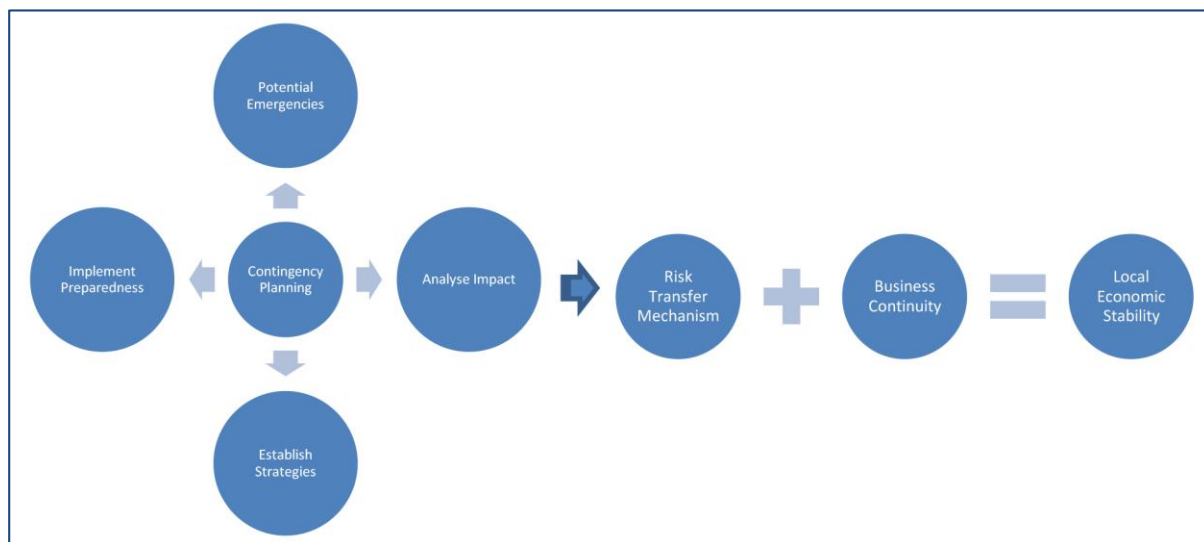 Potential
Emergencies
Implement
Preparedness
Contingency
Planning
Analyse Impact
Establish
Strategies
Risk
Transfer
Mechanism
Business
Continuity
Local
Economic
Stability